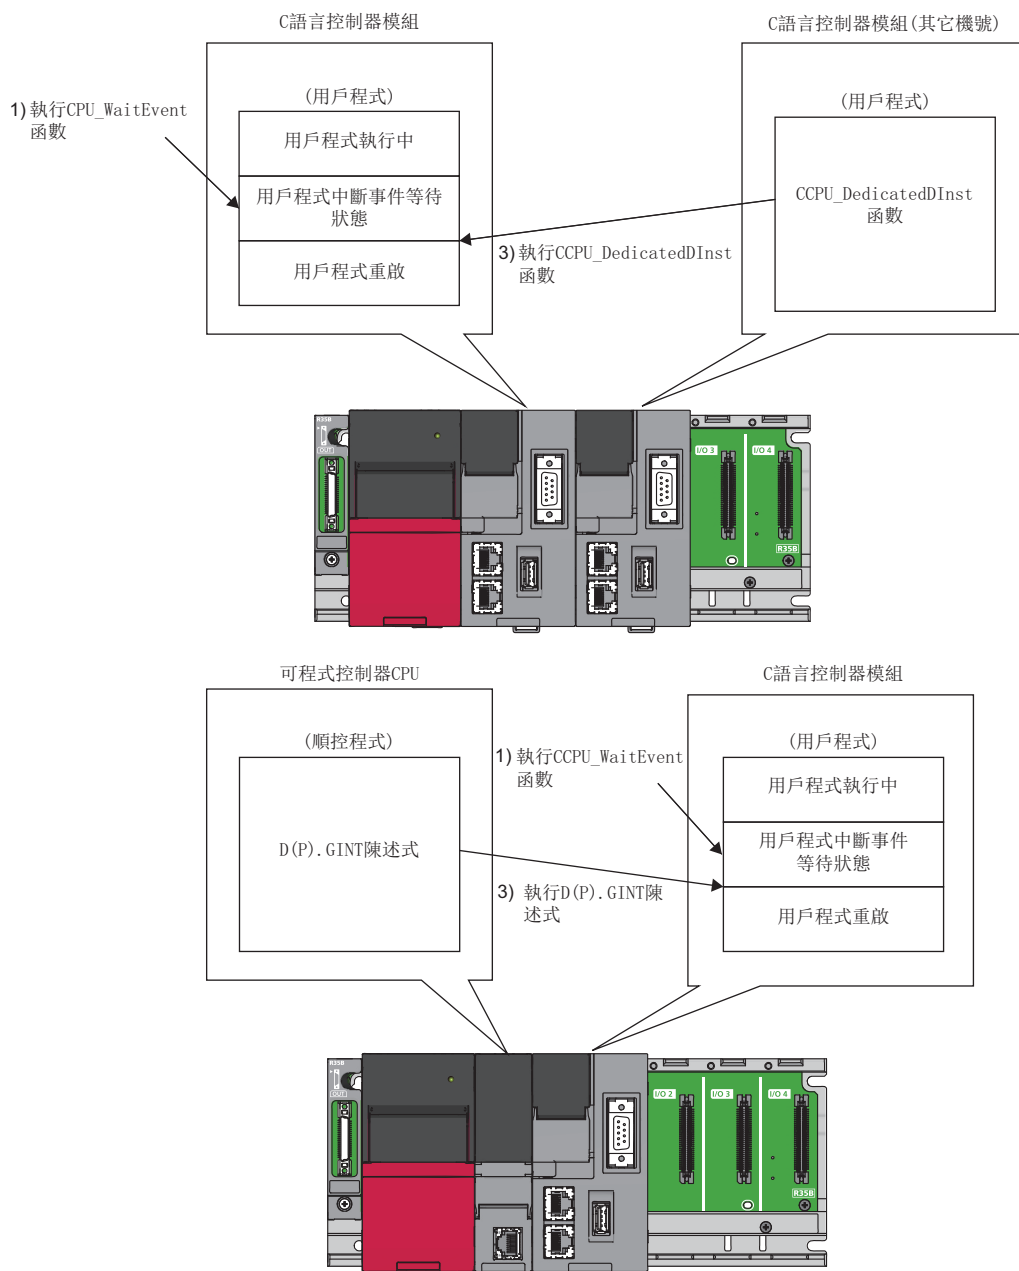 C語言控制器模組
C語言控制器模組(其它機號)
1) 執行CPU_WaitEvent
函數
(用戶程式)
用戶程式執行中
用戶程式中斷事件等待
狀態
用戶程式重啟
(用戶程式)
CCPU_DedicatedDInst
函數
3) 執行CCPU_DedicatedDInst
函數
R35B
(OUT)
I/O 3
I/O 4
R35B
可程式控制器CPU
C語言控制器模組
(順控程式)
D(P).GINT陳述式
1) 執行CCPU_WaitEvent
函數
3) 執行D(P).GINT陳
述式
(用戶程式)
用戶程式執行中
用戶程式中斷事件
等待狀態
用戶程式重啟
R35B
(OUT)
I/O 2
I/O 3
I/O 4
R35B